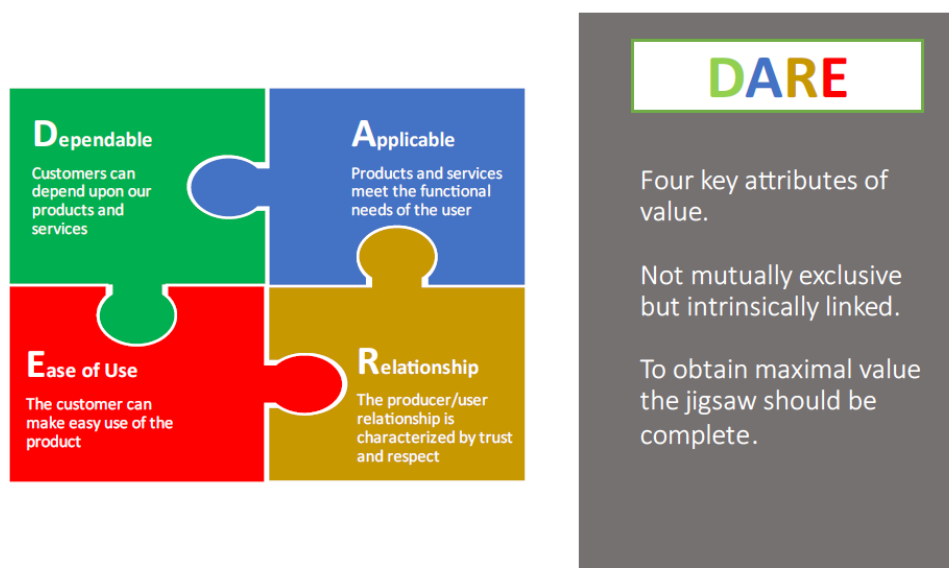 Dependable
Customers can
depend upon our
products and
services
Applicable
Products and services
meet the functional
needs of the user
Ease of Use
The customer can
make easy use of the
product
Relationship
The producer/user
relationship is
characterized by trust
and respect
DARE
Four key attributes of
value.
Not mutually exclusive
but intrinsically linked.
To obtain maximal value
the jigsaw should be
complete.